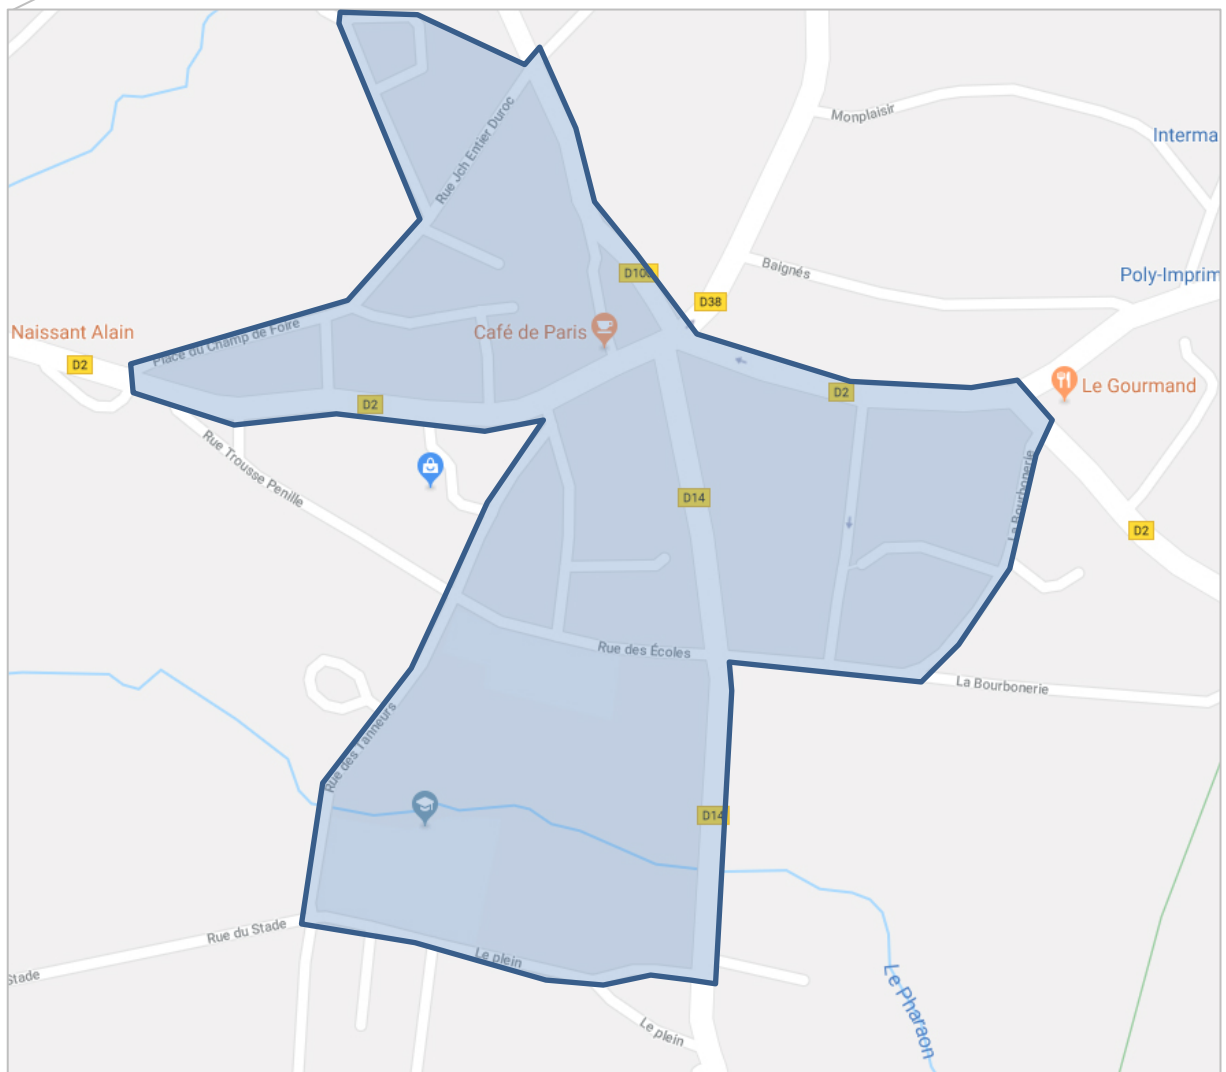 Monplaisir
Interma
Rue Jch Entier Duroc
Baignés
Poly-Imprim
D10
D38
Naissant Alain
Place du Champ de Foire
Café de Paris
D2
D2
D2
Le Gourmand
Rue Trousse Penille
La Bourbonerie
D14
D2
Rue des Écoles
La Bourbonerie
Rue des Tanneurs
D14
Rue du Stade
Le plein
Stade
Le Pharaon
Le plein